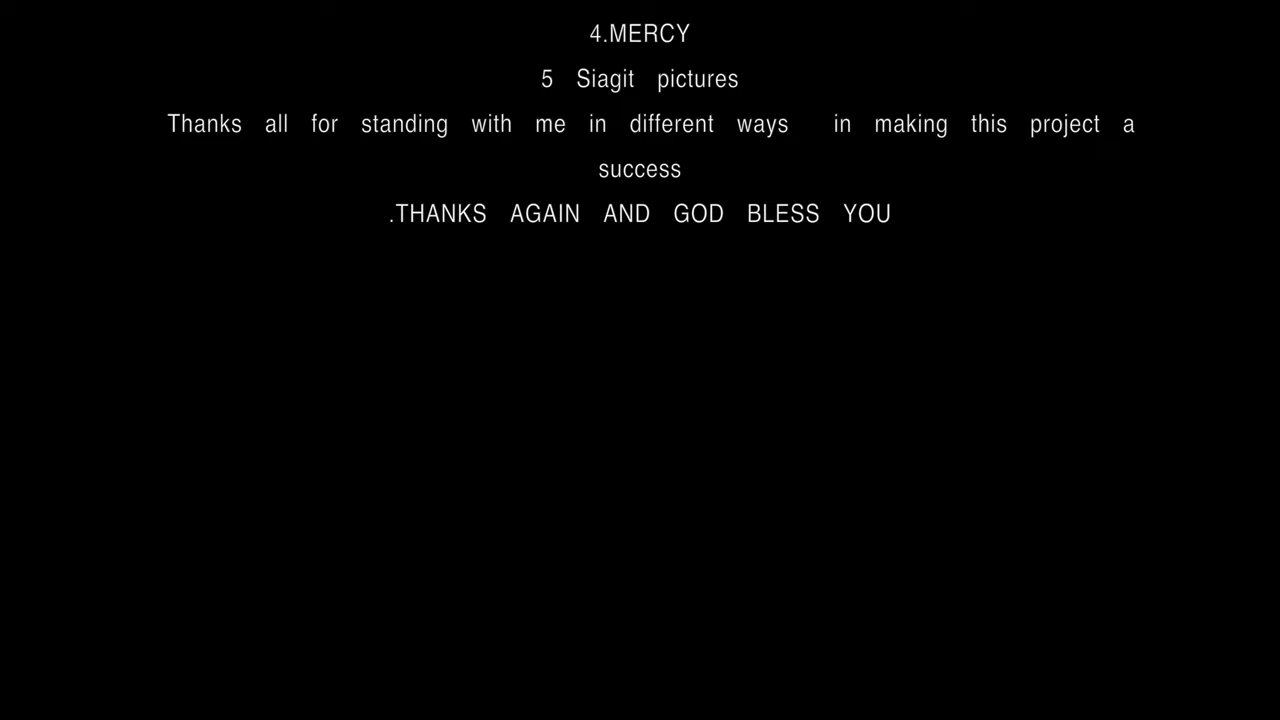 4.MERCY
5 Siagit pictures
Thanks all for standing with me in different ways in making this project a
success
.THANKS AGAIN AND GOD BLESS YOU